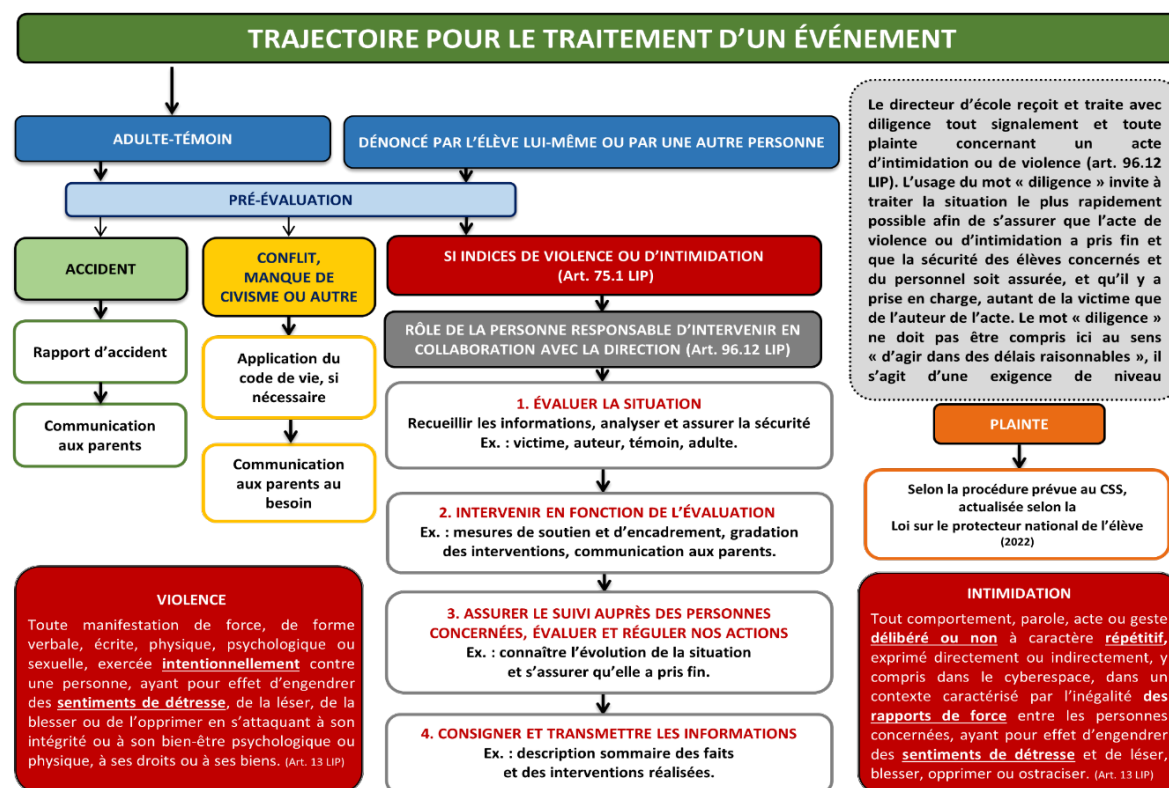 TRAJECTOIRE POUR LE TRAITEMENT D’UN ÉVÉNEMENT
ADULTE-TÉMOIN
DÉNONCÉ PAR L’ÉLÈVE LUI-MÊME OU PAR UNE AUTRE PERSONNE
PRÉ-ÉVALUATION
ACCIDENT
Rapport d’accident
Communication
aux parents
CONFLIT,
MANQUE DE
CIVISME OU AUTRE
Application du
code de vie, si
nécessaire
Communication
aux parents au
besoin
SI INDICES DE VIOLENCE OU D’INTIMIDATION
(Art. 75.1 LIP)
RÔLE DE LA PERSONNE RESPONSABLE D’INTERVENIR EN
COLLABORATION AVEC LA DIRECTION (Art. 96.12 LIP)
1. ÉVALUER LA SITUATION
Recueillir les informations, analyser et assurer la sécurité
Ex. : victime, auteur, témoin, adulte.
2. INTERVENIR EN FONCTION DE L’ÉVALUATION
Ex. : mesures de soutien et d’encadrement, gradation
des interventions, communication aux parents.
3. ASSURER LE SUIVI AUPRÈS DES PERSONNES
CONCERNÉES, ÉVALUER ET RÉGULER NOS ACTIONS
Ex. : connaître l’évolution de la situation
et s’assurer qu’elle a pris fin.
4. CONSIGNER ET TRANSMETTRE LES INFORMATIONS
Ex. : description sommaire des faits
et des interventions réalisées.
Le directeur d’école reçoit et traite avec
diligence tout signalement et toute
plainte concernant un acte
d’intimidation ou de violence (art. 96.12
LIP). L’usage du mot « diligence » invite à
traiter la situation le plus rapidement
possible afin de s’assurer que l’acte de
violence ou d’intimidation a pris fin et
que la sécurité des élèves concernés et
du personnel soit assurée, et qu’il y a
prise en charge, autant de la victime que
de l’auteur de l’acte. Le mot « diligence »
ne doit pas être compris ici au sens
« d’agir dans des délais raisonnables », il
s’agit d’une exigence de niveau
PLAINTE
Selon la procédure prévue au CSS,
actualisée selon la
Loi sur le protecteur national de l’élève
(2022)
VIOLENCE
Toute manifestation de force, de forme
verbale, écrite, physique, psychologique ou
sexuelle, exercée intentionnellement contre
une personne, ayant pour effet d’engendrer
des sentiments de détresse, de la léser, de la
blesser ou de l’opprimer en s’attaquant à son
intégrité ou à son bien-être psychologique ou
physique, à ses droits ou à ses biens. (Art. 13 LIP)
INTIMIDATION
Tout comportement, parole, acte ou geste
délibéré ou non à caractère répétitif,
exprimé directement ou indirectement, y
compris dans le cyberespace, dans un
contexte caractérisé par l’inégalité des
rapports de force entre les personnes
concernées, ayant pour effet d’engendrer
des sentiments de détresse et de léser,
blesser, opprimer ou ostraciser. (Art. 13 LIP)